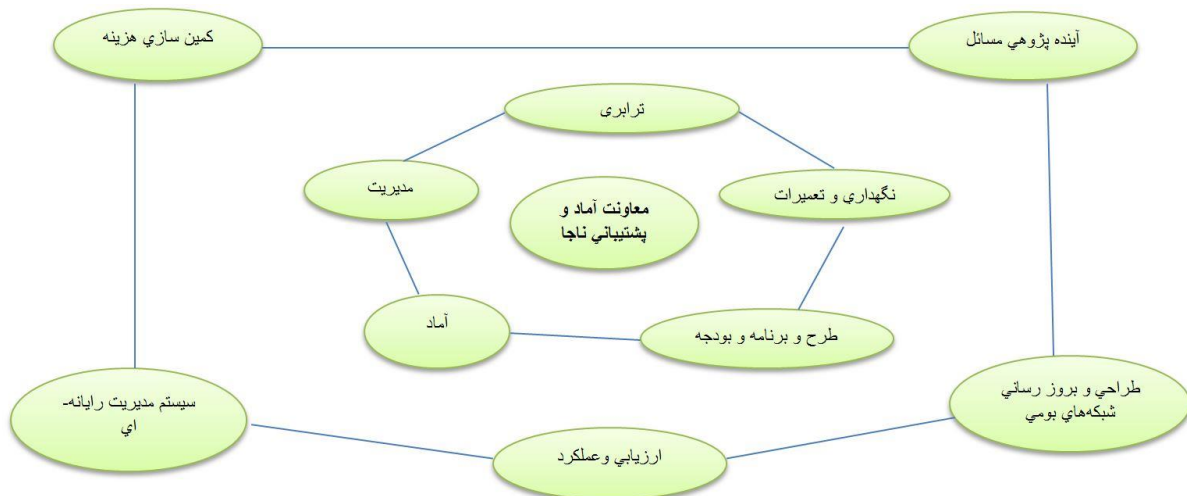 آينده پژوهي مسائل
کمين سازي هزينه
ترابری
مديريت
نگهداري و تعميرات
معاونت آماد و
پشتيباني ناجا
آماد
طرح و برنامه و بودجه
طراحي و بروز رساني
شبکه‌هاي بومي
سيستم مديريت رايانه-
اي
ارزيابي وعملکرد